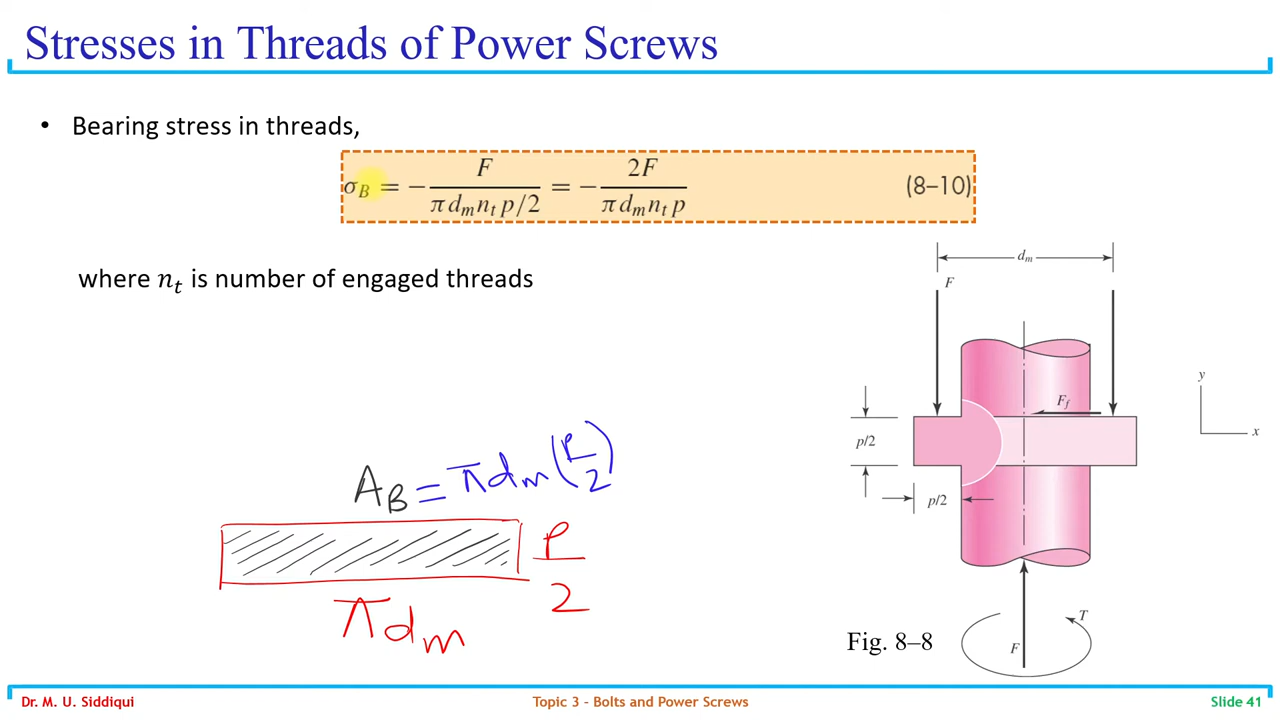 Stresses in Threads of Power Screws
• Bearing stress in threads,
σ_B = − F / (π d_m n_t p/2) = − 2F / (π d_m n_t p) (8–10)
where n_t is number of engaged threads
d_m
F
F_f
p/2
p/2
y
x
T
F
Fig. 8–8
A_B = π d_m (P/2)
P/2
π d_m
Dr. M. U. Siddiqui
Topic 3 – Bolts and Power Screws
Slide 41